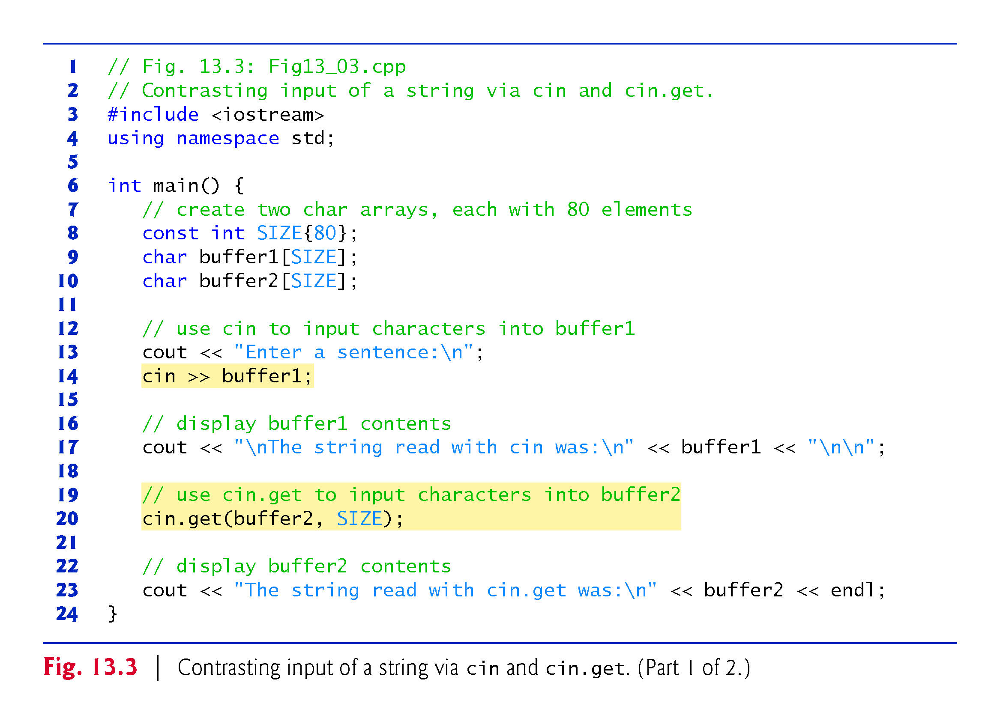 1 // Fig. 13.3: Fig13_03.cpp
2 // Contrasting input of a string via cin and cin.get.
3 #include <iostream>
4 using namespace std;
5
6 int main() {
7    // create two char arrays, each with 80 elements
8    const int SIZE{80};
9    char buffer1[SIZE];
10    char buffer2[SIZE];
11
12    // use cin to input characters into buffer1
13    cout << "Enter a sentence:\n";
14    cin >> buffer1;
15
16    // display buffer1 contents
17    cout << "\nThe string read with cin was:\n" << buffer1 << "\n\n";
18
19    // use cin.get to input characters into buffer2
20    cin.get(buffer2, SIZE);
21
22    // display buffer2 contents
23    cout << "The string read with cin.get was:\n" << buffer2 << endl;
24 }
Fig. 13.3 | Contrasting input of a string via cin and cin.get. (Part 1 of 2.)